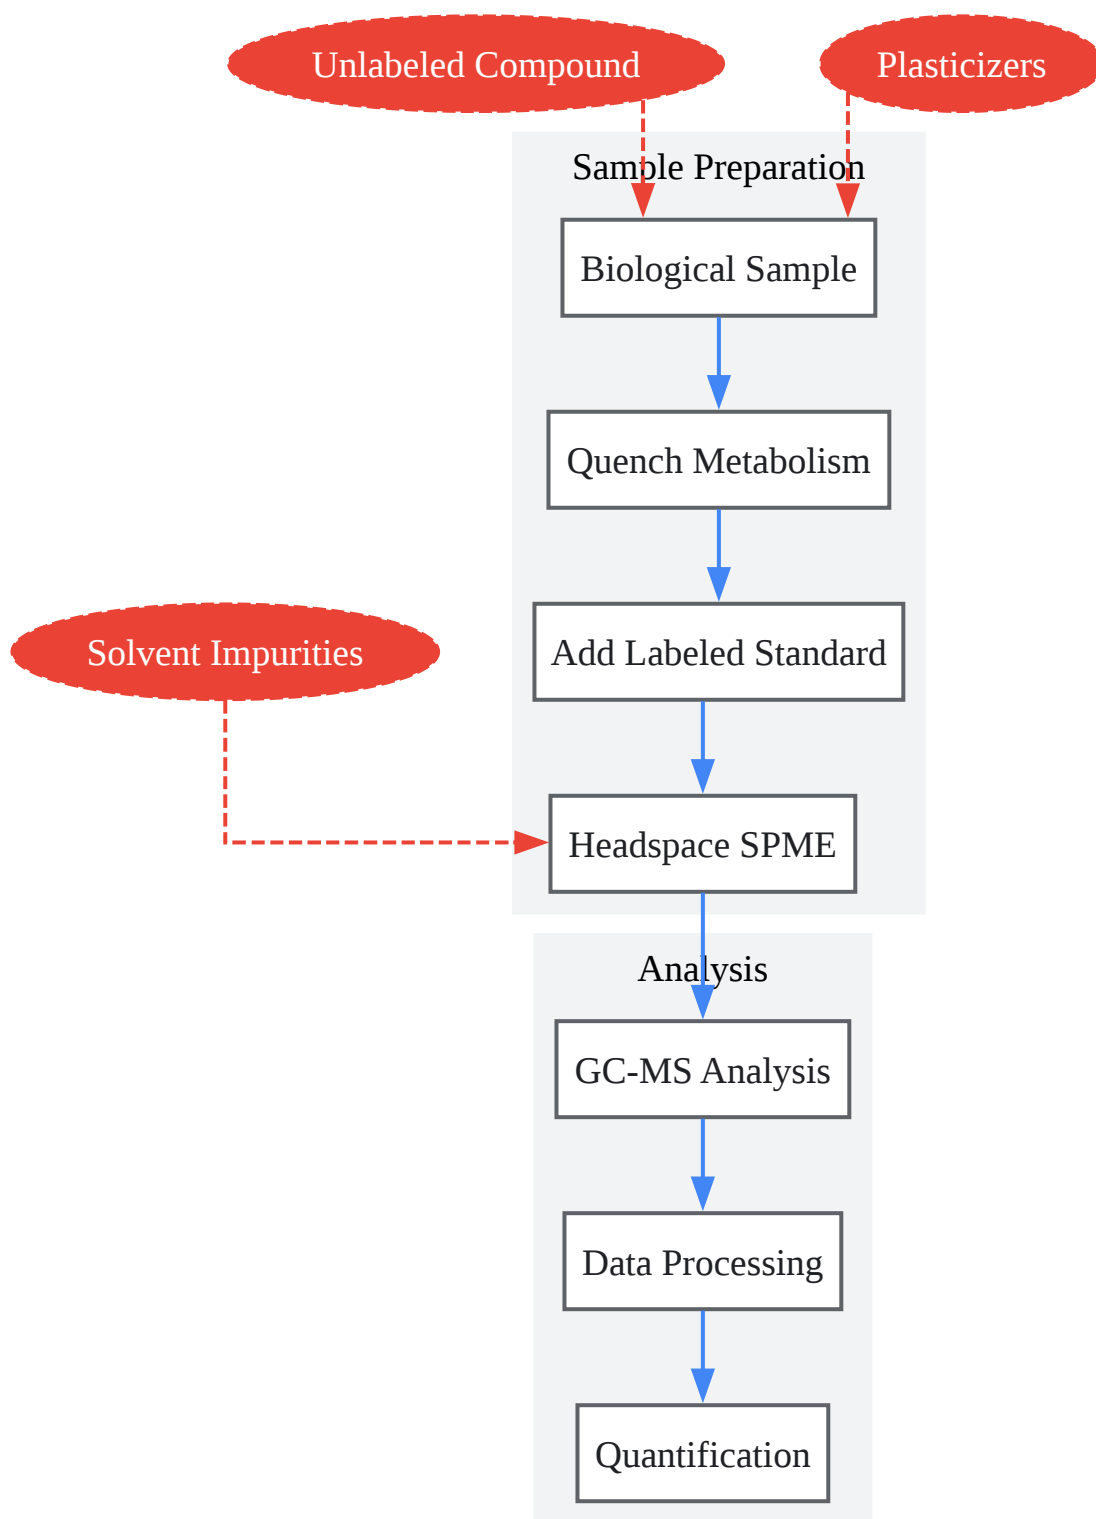 Unlabeled Compound
Plasticizers
Sample Preparation
Biological Sample
Quench Metabolism
Add Labeled Standard
Solvent Impurities
Headspace SPME
Analysis
GC-MS Analysis
Data Processing
Quantification